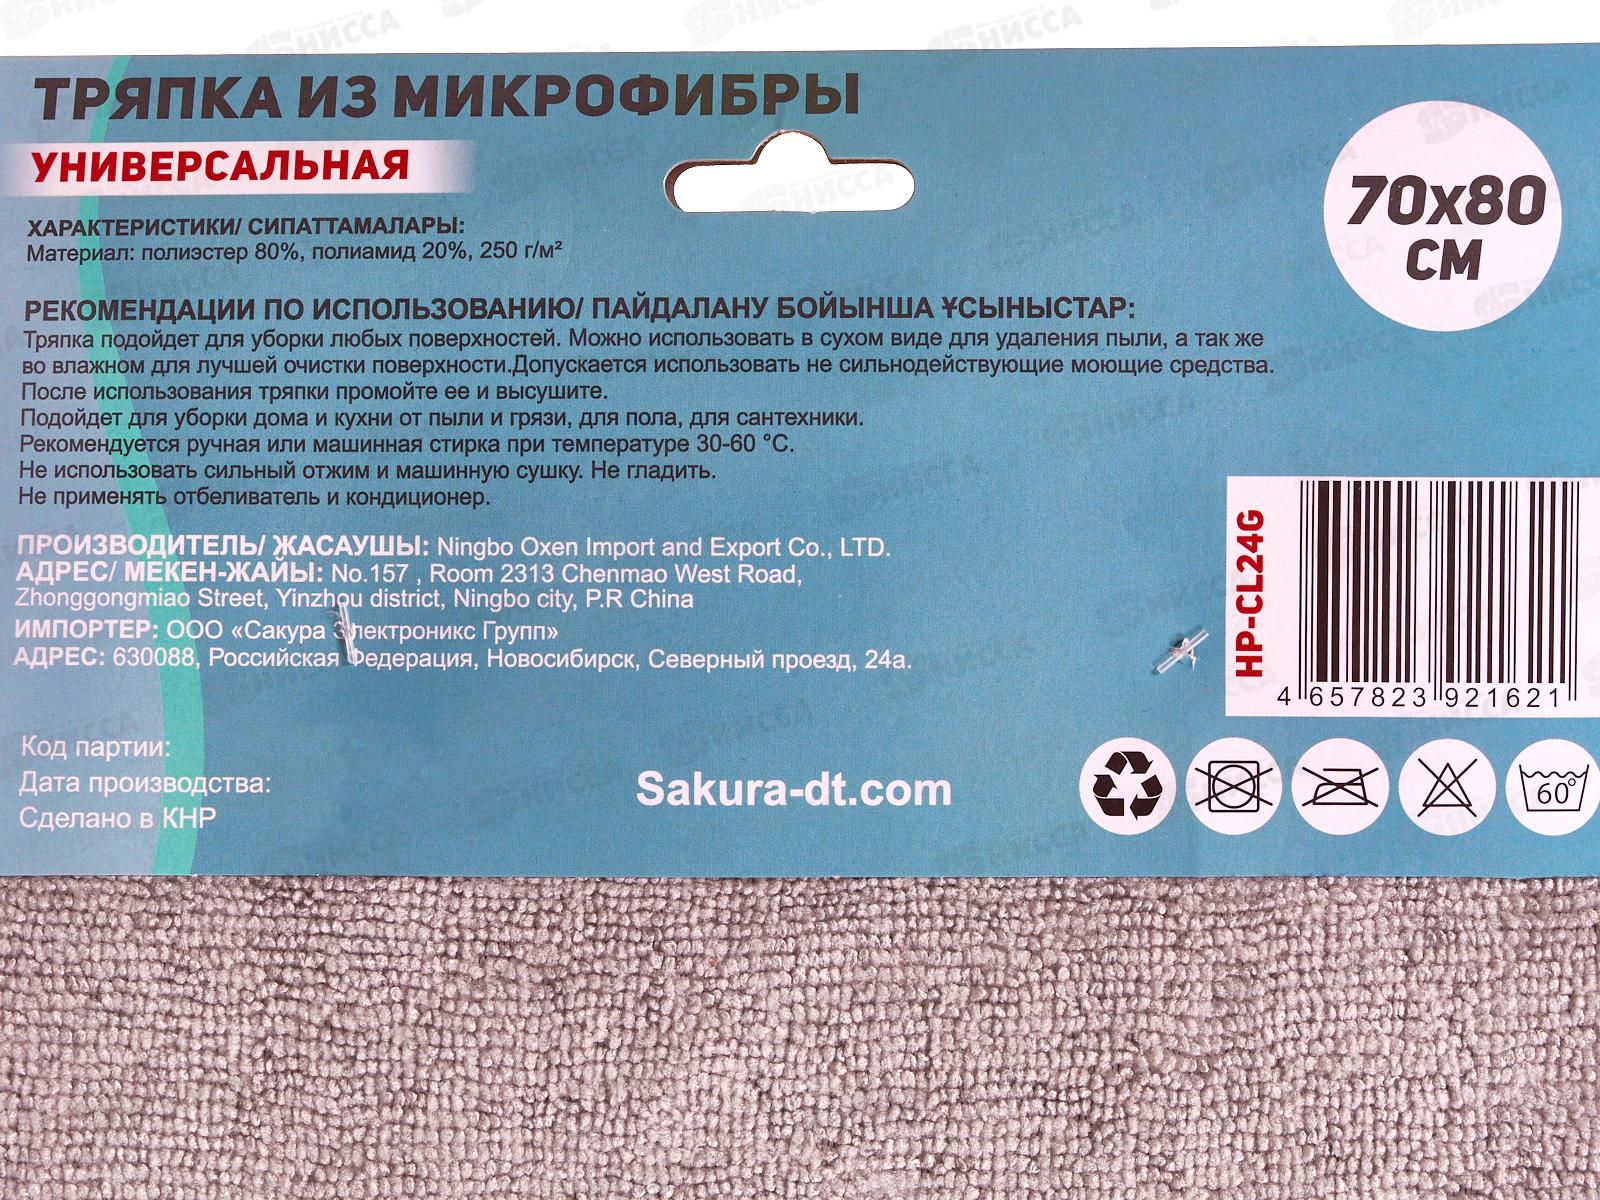 ТРЯПКА ИЗ МИКРОФИБРЫ
УНИВЕРСАЛЬНАЯ
70х80
СМ
ХАРАКТЕРИСТИКИ/ СИПАТТАМАЛАРЫ:
Материал: полиэстер 80%, полиамид 20%, 250 г/м²
РЕКОМЕНДАЦИИ ПО ИСПОЛЬЗОВАНИЮ/ ПАЙДАЛАНУ БОЙЫНША ҰСЫНЫСТАР:
Тряпка подойдет для уборки любых поверхностей. Можно использовать в сухом виде для удаления пыли, а так же
во влажном для лучшей очистки поверхности.Допускается использовать не сильнодействующие моющие средства.
После использования тряпки промойте ее и высушите.
Подойдет для уборки дома и кухни от пыли и грязи, для пола, для сантехники.
Рекомендуется ручная или машинная стирка при температуре 30-60 °С.
Не использовать сильный отжим и машинную сушку. Не гладить.
Не применять отбеливатель и кондиционер.
ПРОИЗВОДИТЕЛЬ/ ЖАСАУШЫ: Ningbo Oxen Import and Export Co., LTD.
АДРЕС/ МЕКЕН-ЖАЙЫ: No.157 , Room 2313 Chenmao West Road,
Zhonggongmiao Street, Yinzhou district, Ningbo city, P.R China
ИМПОРТЕР: ООО «Сакура Электроникс Групп»
АДРЕС: 630088, Российская Федерация, Новосибирск, Северный проезд, 24а.
HP-CL24G
4 657823 921621
Код партии:
Дата производства:
Сделано в КНР
Sakura-dt.com
60°